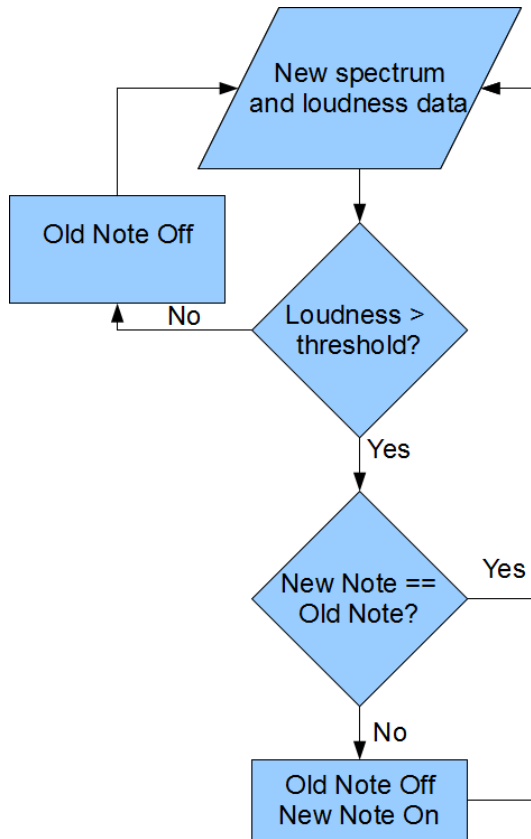 New spectrum
and loudness data
Old Note Off
No
Loudness >
threshold?
Yes
New Note ==
Old Note?
Yes
No
Old Note Off
New Note On